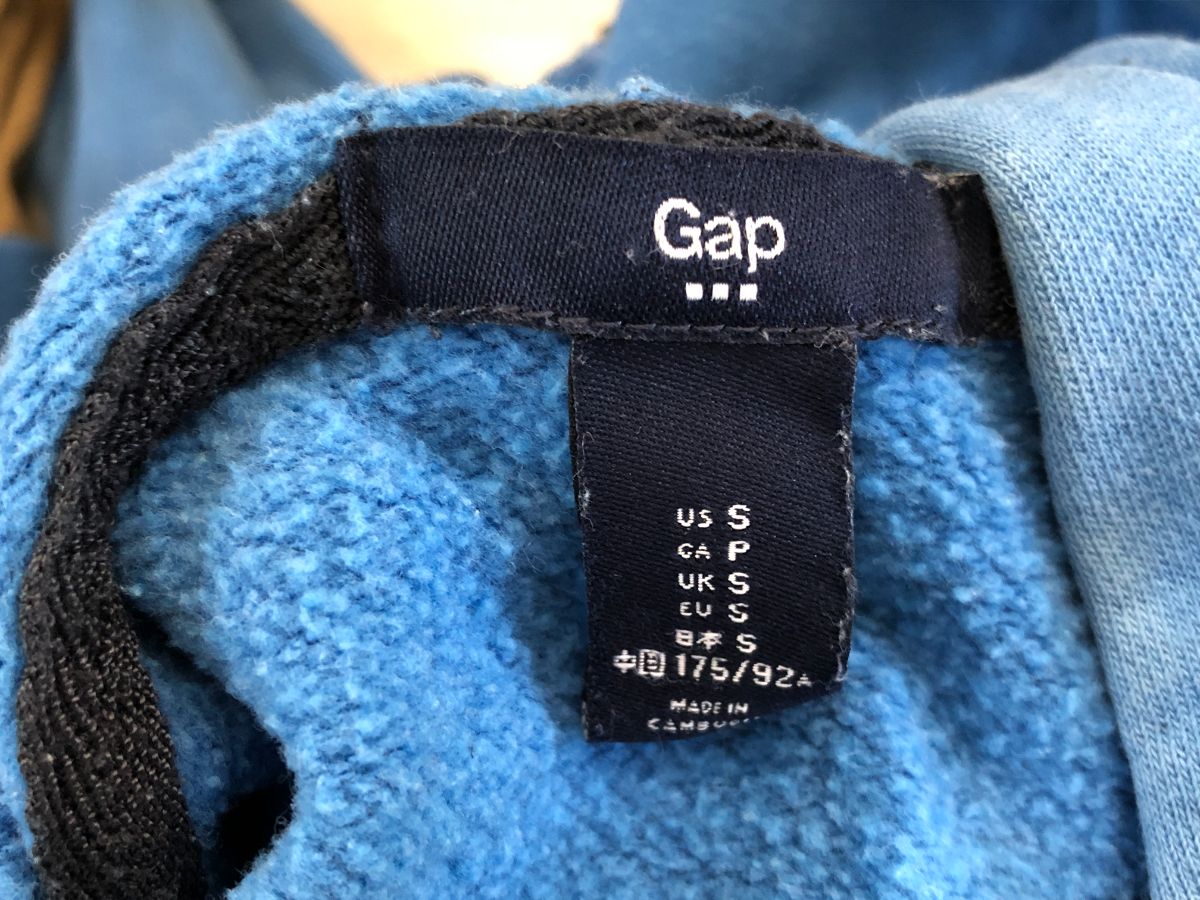 Gap
US S
CA P
UK S
EU S
日本 S
中国 175/92A
MADE IN